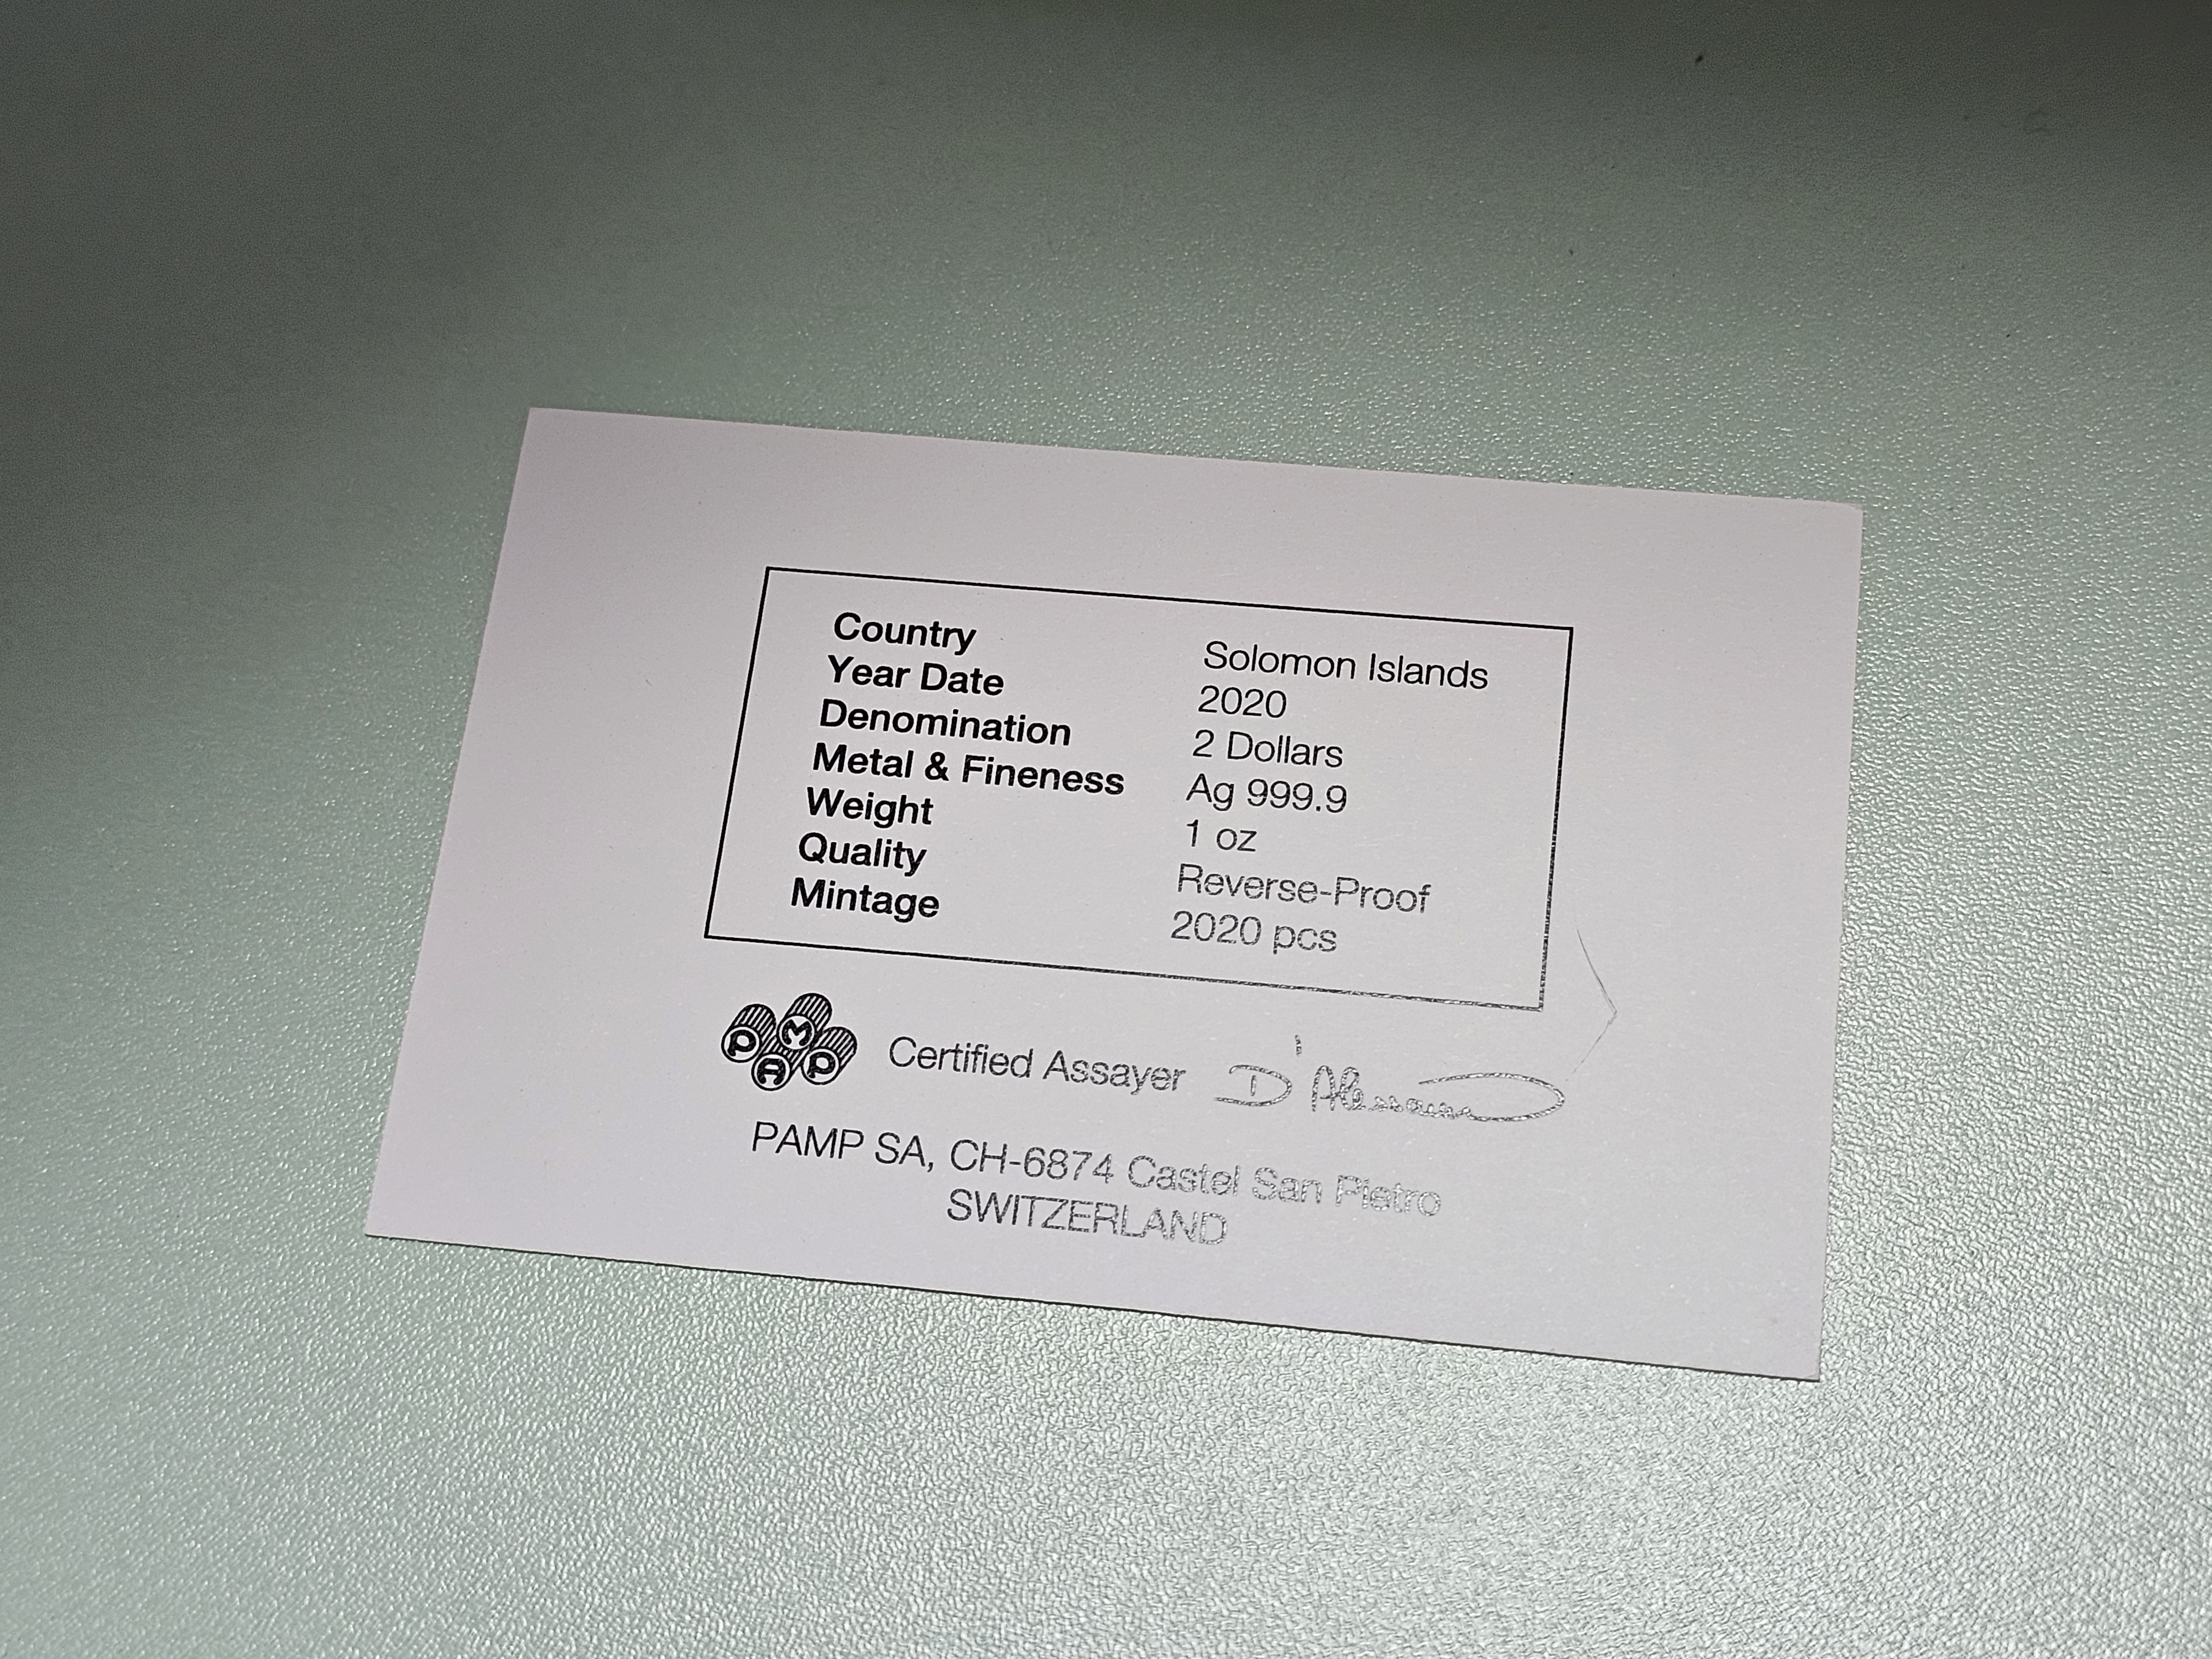 Country Solomon Islands
Year Date 2020
Denomination 2 Dollars
Metal & Fineness Ag 999.9
Weight 1 oz
Quality Reverse-Proof
Mintage 2020 pcs
P A M P
Certified Assayer
PAMP SA, CH-6874 Castel San Pietro
SWITZERLAND